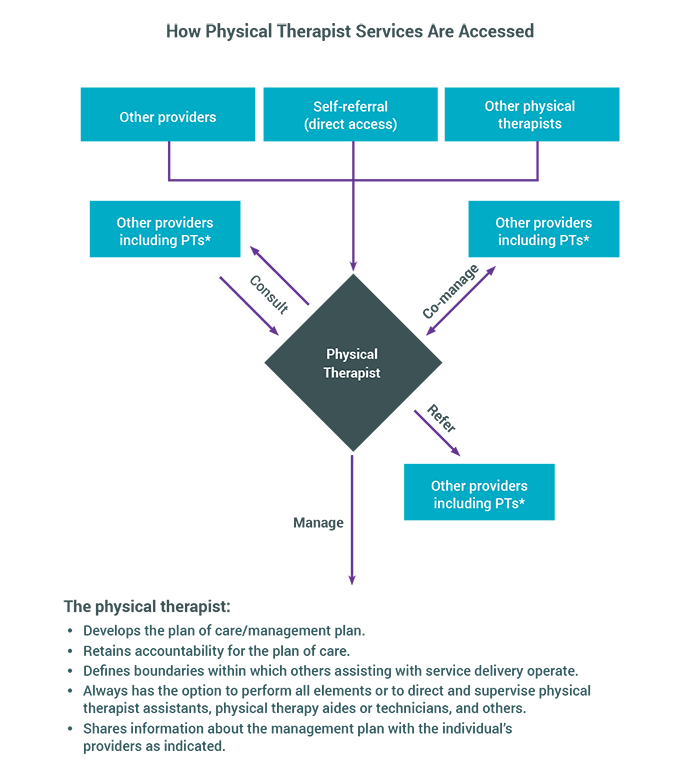 How Physical Therapist Services Are Accessed
Other providers
Self-referral
(direct access)
Other physical
therapists
Other providers
including PTs*
Other providers
including PTs*
Consult
Co-manage
Physical
Therapist
Refer
Other providers
including PTs*
Manage
The physical therapist:
• Develops the plan of care/management plan.
• Retains accountability for the plan of care.
• Defines boundaries within which others assisting with service delivery operate.
• Always has the option to perform all elements or to direct and supervise physical
therapist assistants, physical therapy aides or technicians, and others.
• Shares information about the management plan with the individual’s
providers as indicated.